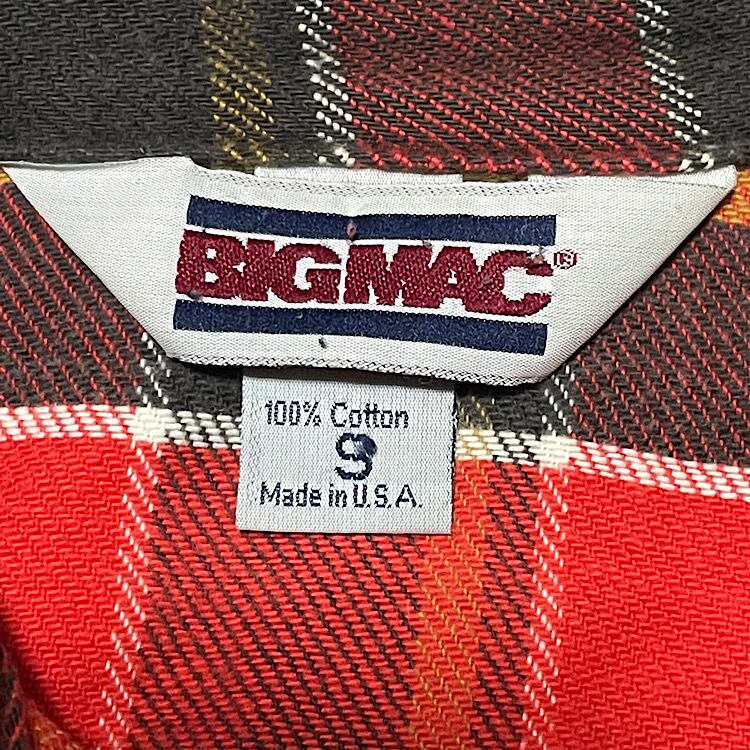 BIGMAC®
100% Cotton
S
Made in U.S.A.